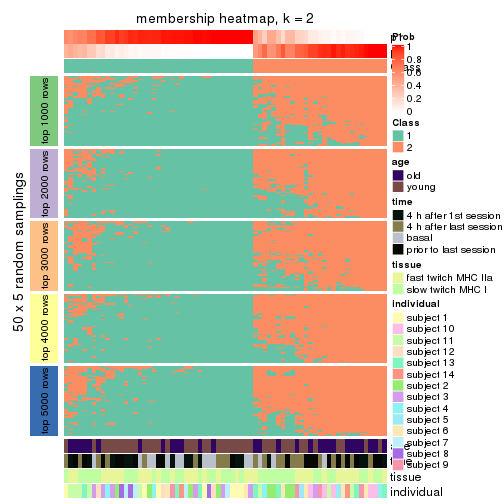 membership heatmap, k = 2
50 x 5 random samplings
top 1000 rows
top 2000 rows
top 3000 rows
top 4000 rows
top 5000 rows
Prob
1
0.8
0.6
0.4
0.2
0
Class
1
2
age
old
young
time
4 h after 1st session
4 h after last session
basal
prior to last session
tissue
fast twitch MHC IIa
slow twitch MHC I
individual
subject 1
subject 10
subject 11
subject 12
subject 13
subject 14
subject 2
subject 3
subject 4
subject 5
subject 6
subject 7
subject 8
subject 9
tissue
individual